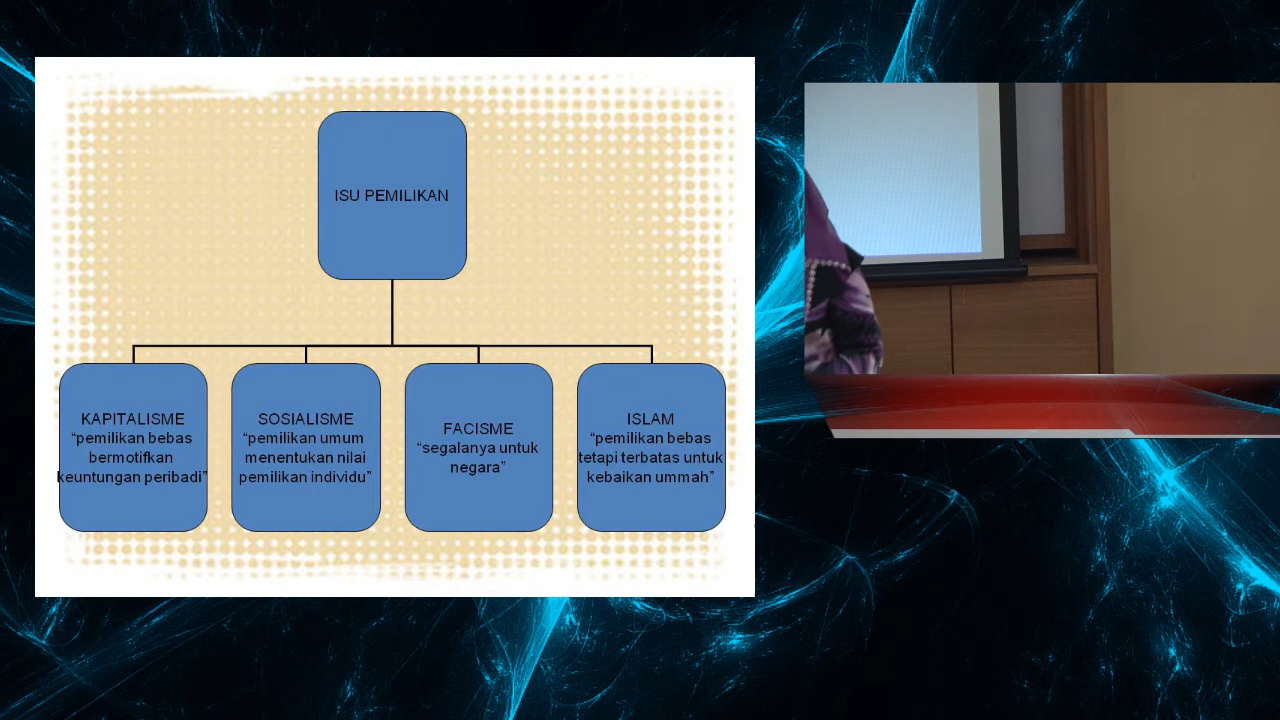 ISU PEMILIKAN
KAPITALISME
“pemilikan bebas
bermotifkan
keuntungan peribadi”
SOSIALISME
“pemilikan umum
menentukan nilai
pemilikan individu”
FACISME
“segalanya untuk
negara”
ISLAM
“pemilikan bebas
tetapi terbatas untuk
kebaikan ummah”